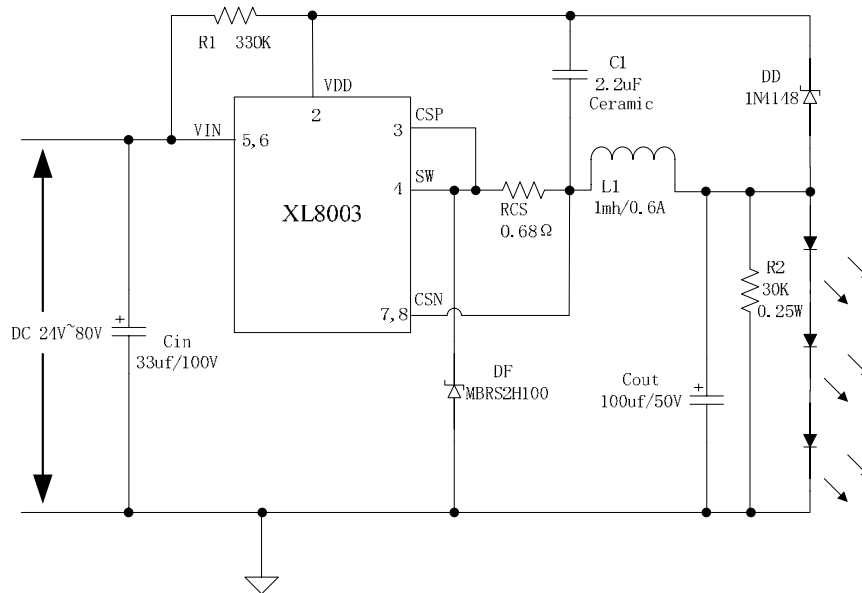 R1 330K
VDD
2
C1
2.2uF
Ceramic
DD
1N4148
VIN
5,6
CSP
3
SW
4
XL8003
RCS
0.68Ω
L1
1mh/0.6A
CSN
7,8
R2
30K
0.25W
DC 24V~80V
+
Cin
33uf/100V
DF
MBRS2H100
Cout
100uf/50V
+